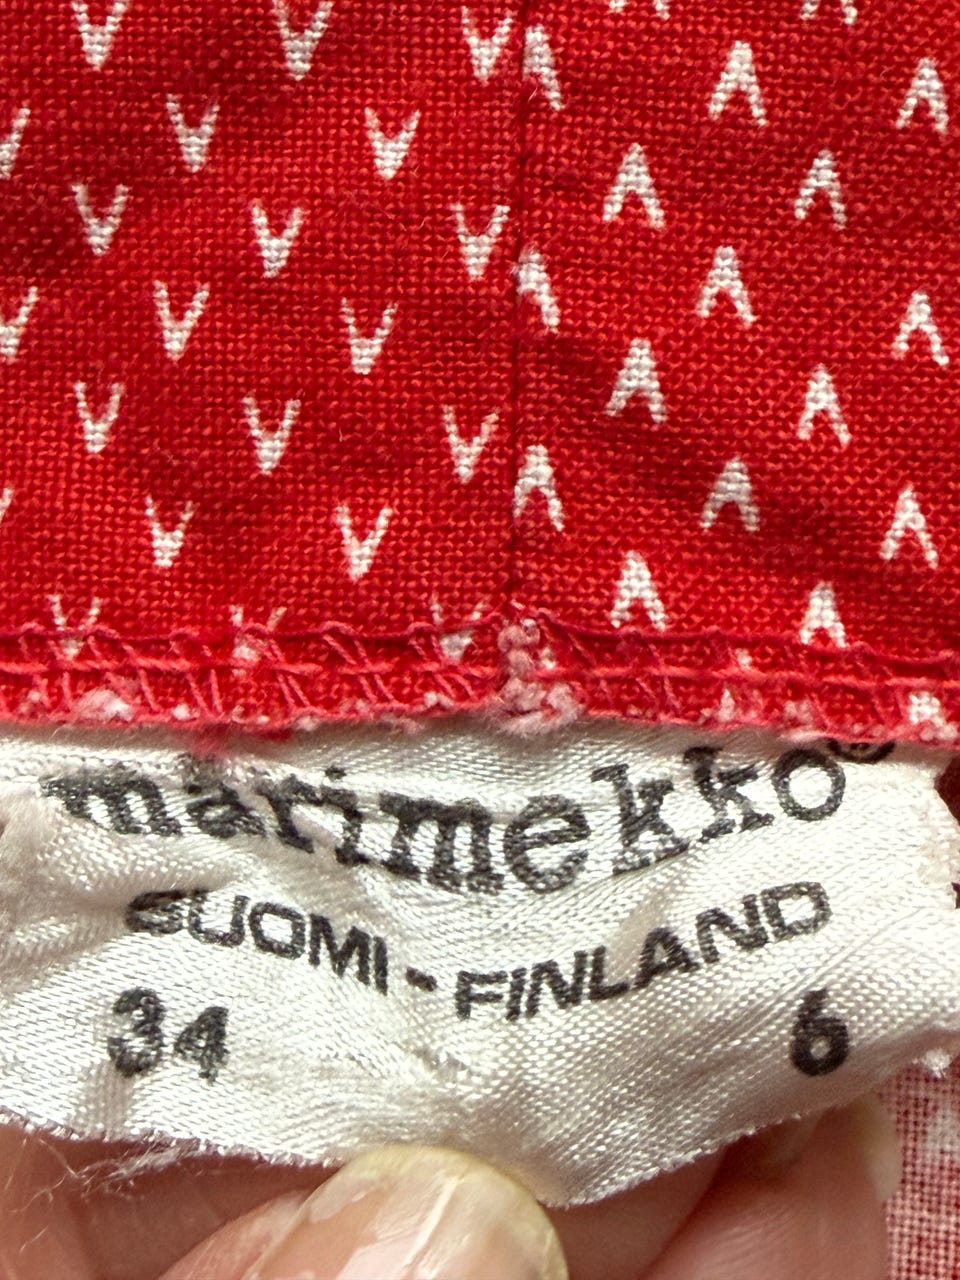 marimekko®
SUOMI - FINLAND
34 6